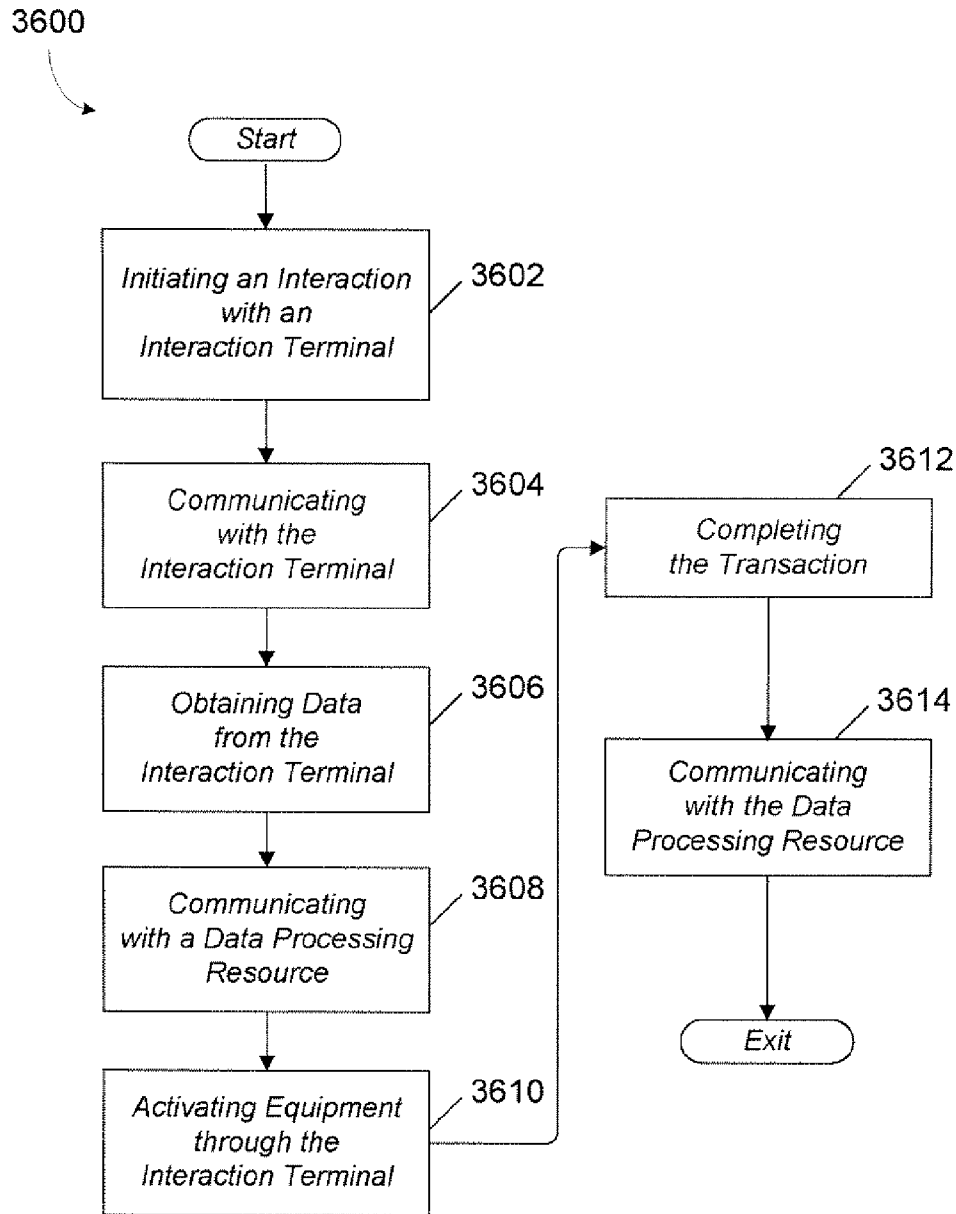 3600
Start
Initiating an Interaction
with an
Interaction Terminal
3602
Communicating
with the
Interaction Terminal
3604
Obtaining Data
from the
Interaction Terminal
3606
Communicating
with a Data Processing
Resource
3608
Activating Equipment
through the
Interaction Terminal
3610
Completing
the Transaction
3612
Communicating
with the Data
Processing Resource
3614
Exit